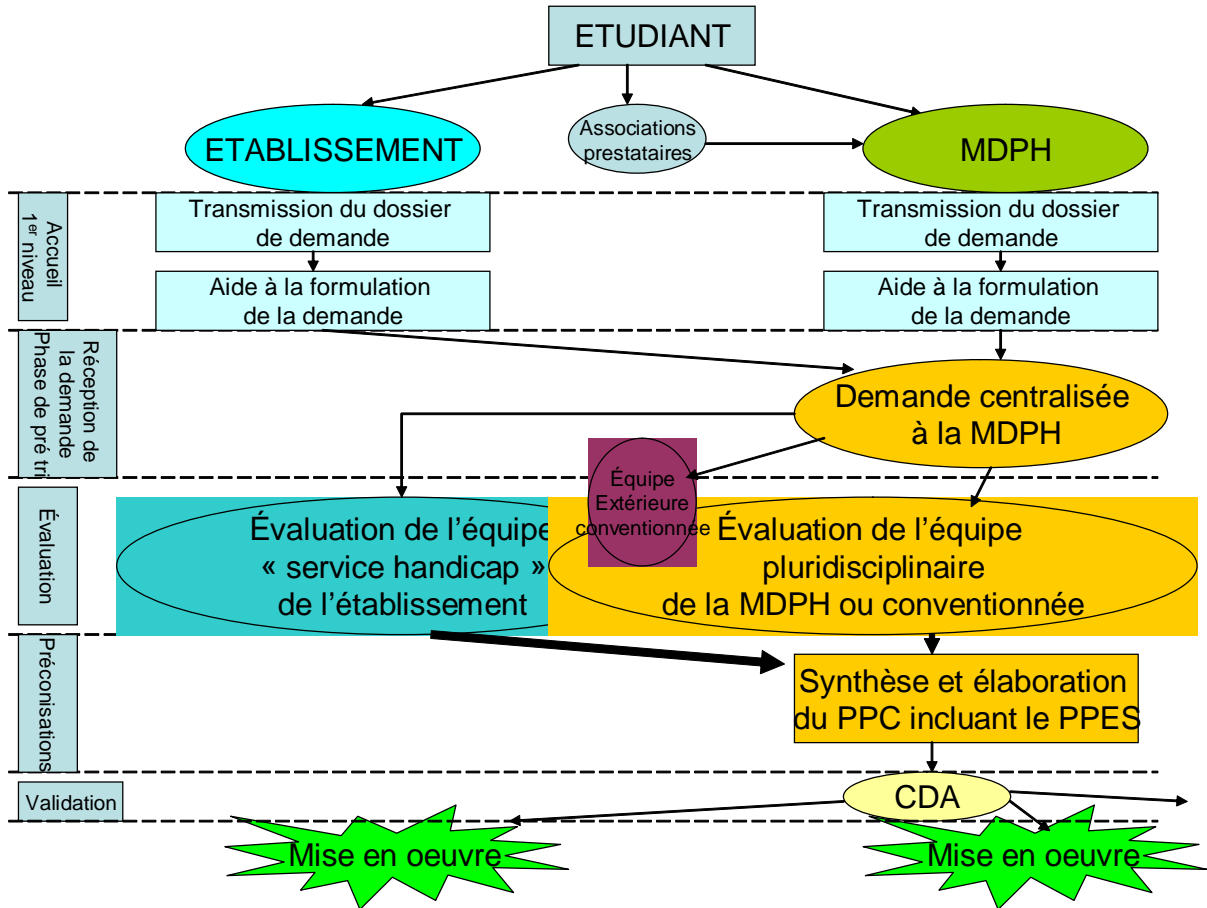 ETUDIANT
ETABLISSEMENT
Associations
prestataires
MDPH
Accueil
1er niveau
Transmission du dossier
de demande
Transmission du dossier
de demande
Aide à la formulation
de la demande
Aide à la formulation
de la demande
Réception de
la demande
Phase de pré tri
Demande centralisée
à la MDPH
Équipe
Extérieure
conventionnée
Évaluation
Évaluation de l’équipe
« service handicap »
de l’établissement
Évaluation de l’équipe
pluridisciplinaire
de la MDPH ou conventionnée
Préconisations
Synthèse et élaboration
du PPC incluant le PPES
Validation
CDA
Mise en oeuvre
Mise en oeuvre